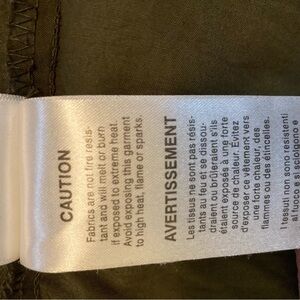 CAUTION
Fabrics are not fire resis-
tant and will melt or burn
if exposed to extreme heat.
Avoid exposing this garment
to high heat, flame or sparks.
AVERTISSEMENT
Les tissus ne sont pas résis-
tants au feu et se dissou-
draient ou brûleraient s'ils
étaient exposés à une forte
source de chaleur. Evitez
d'exposer ce vêtement à
une forte chaleur, des
flammes ou des étincelles.
I tessuti non sono resistenti